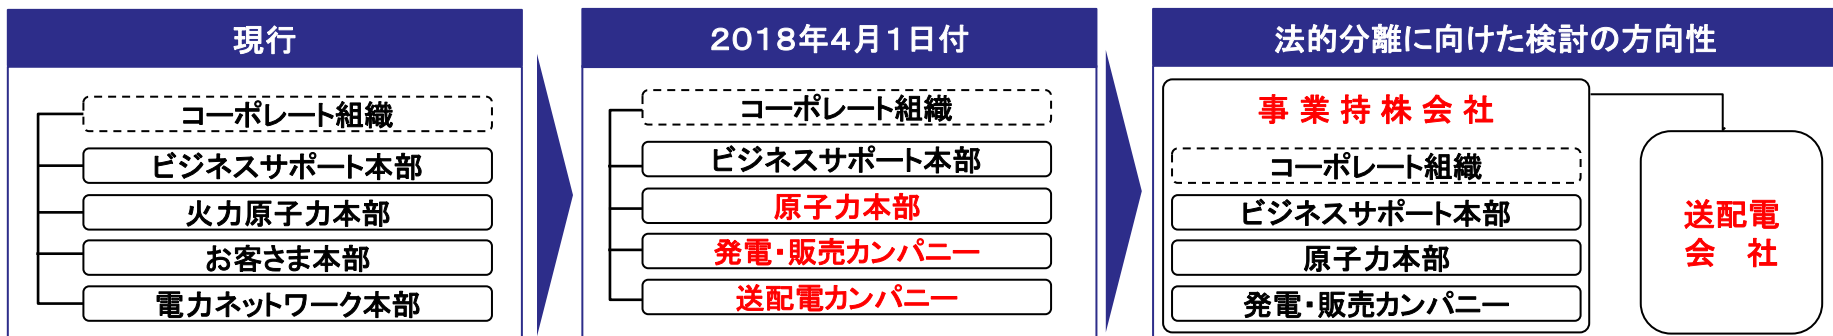 現行
コーポレート組織
ビジネスサポート本部
火力原子力本部
お客さま本部
電力ネットワーク本部
2018年4月1日付
コーポレート組織
ビジネスサポート本部
原子力本部
発電・販売カンパニー
送配電カンパニー
法的分離に向けた検討の方向性
事業持株会社
コーポレート組織
ビジネスサポート本部
原子力本部
発電・販売カンパニー
送配電
会 社